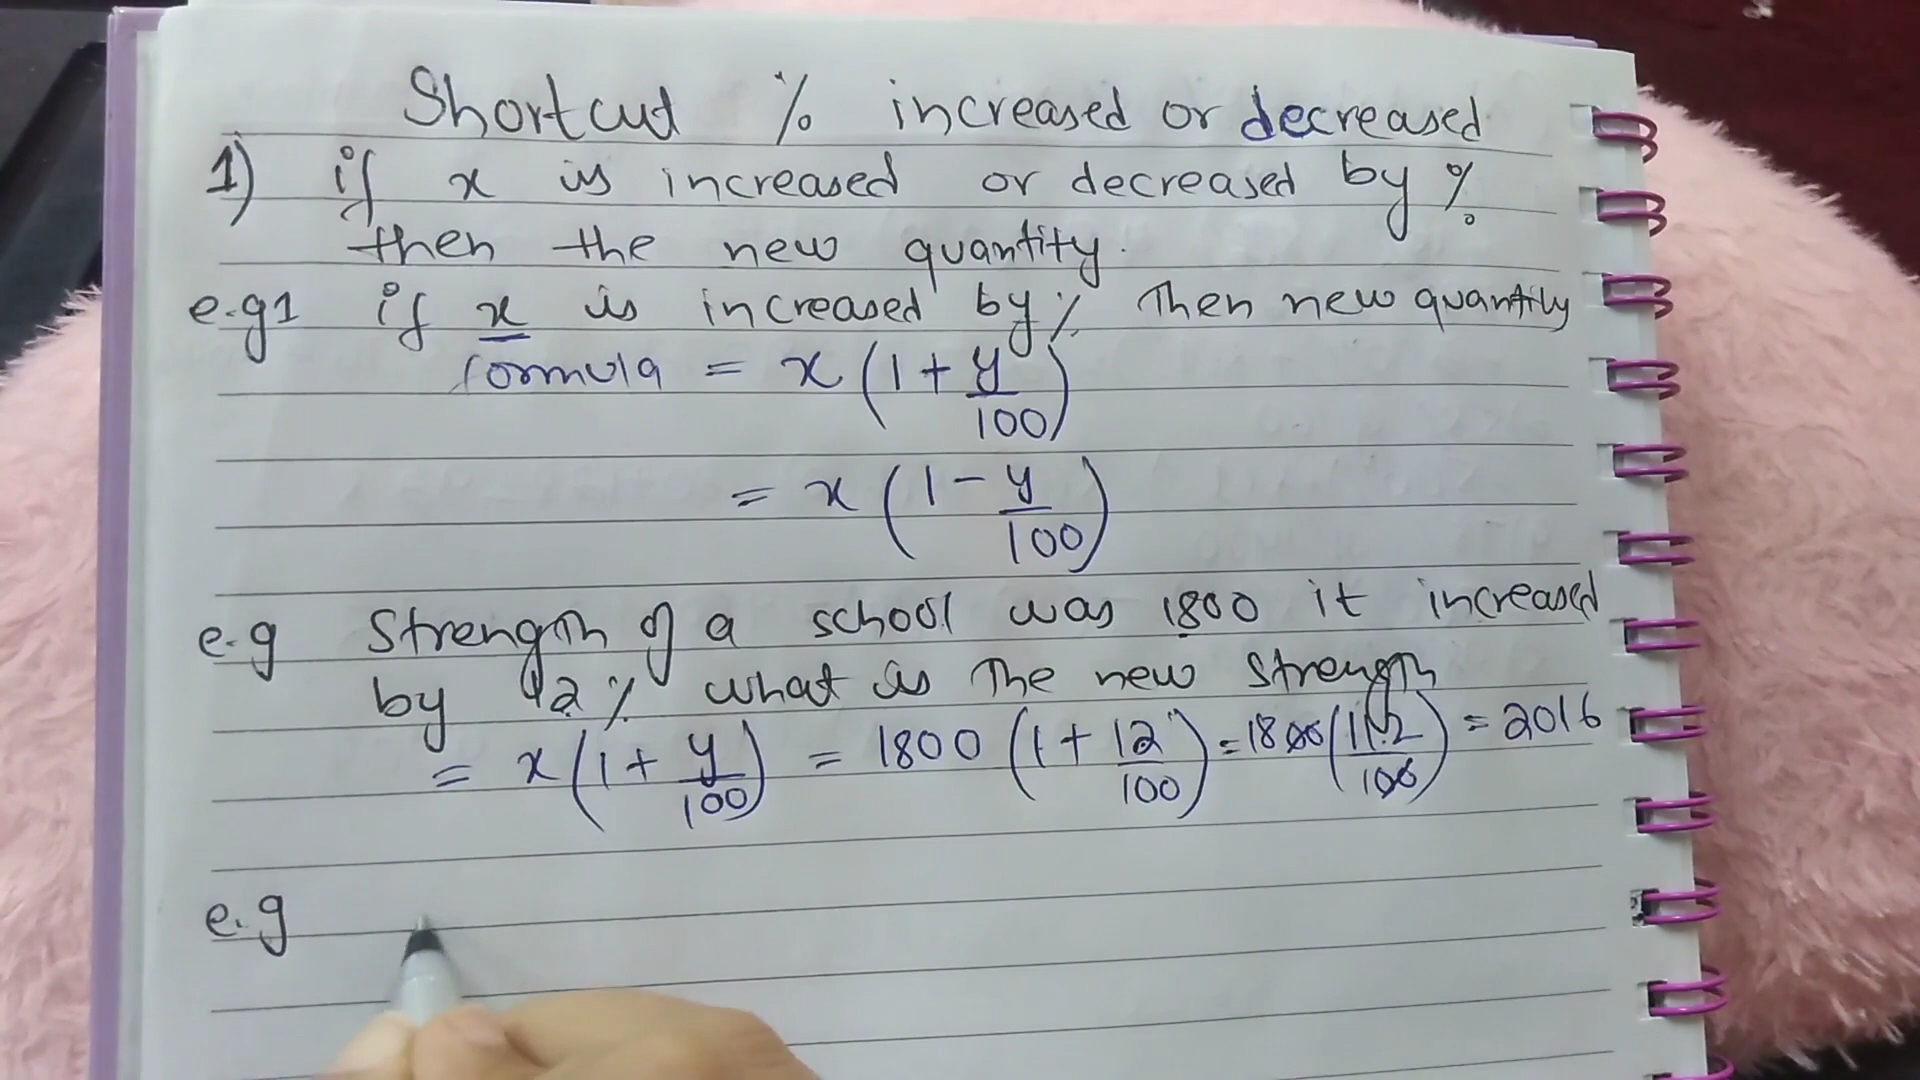 Shortcut % increased or decreased
1) if x is increased or decreased by %
then the new quantity.
e.g1 if x is increased by % Then new quantity
formula = x (1 + y/100)
= x (1 - y/100)
e.g Strength of a school was 1800 it increased
by 12% what is The new strength
= x (1 + y/100) = 1800 (1 + 12/100) = 1800 (112/100) = 2016
e.g